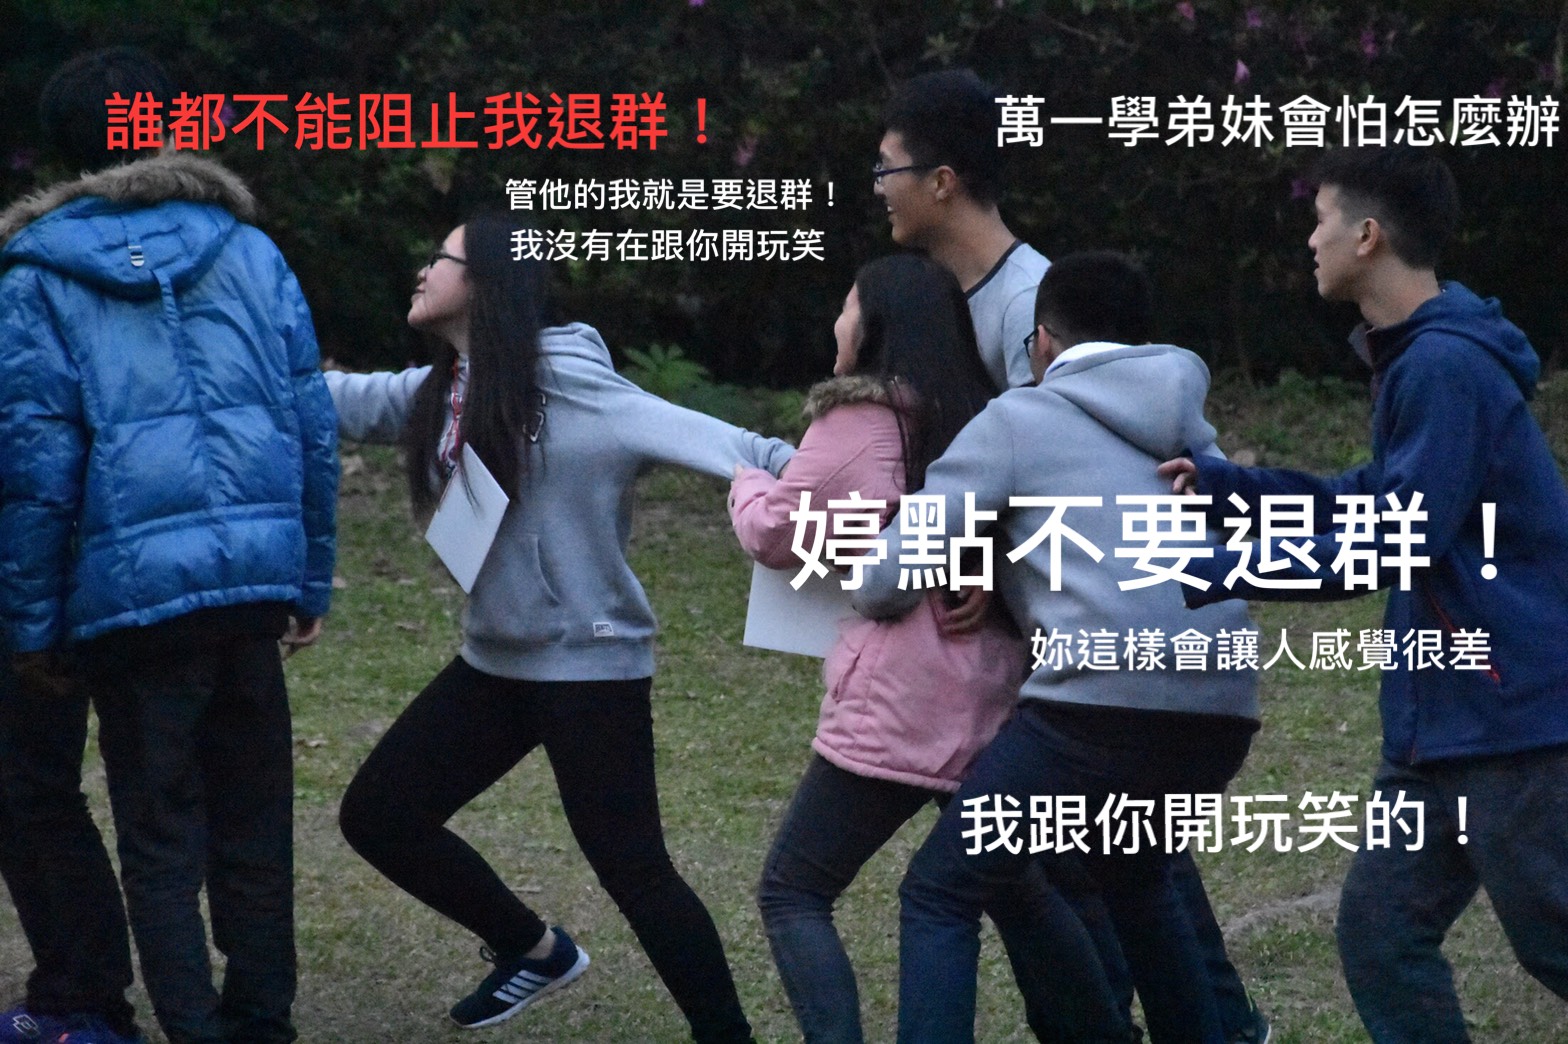 誰都不能阻止我退群！
萬一學弟妹會怕怎麼辦
管他的我就是要退群！
我沒有在跟你開玩笑
婷點不要退群！
妳這樣會讓人感覺很差
我跟你開玩笑的！